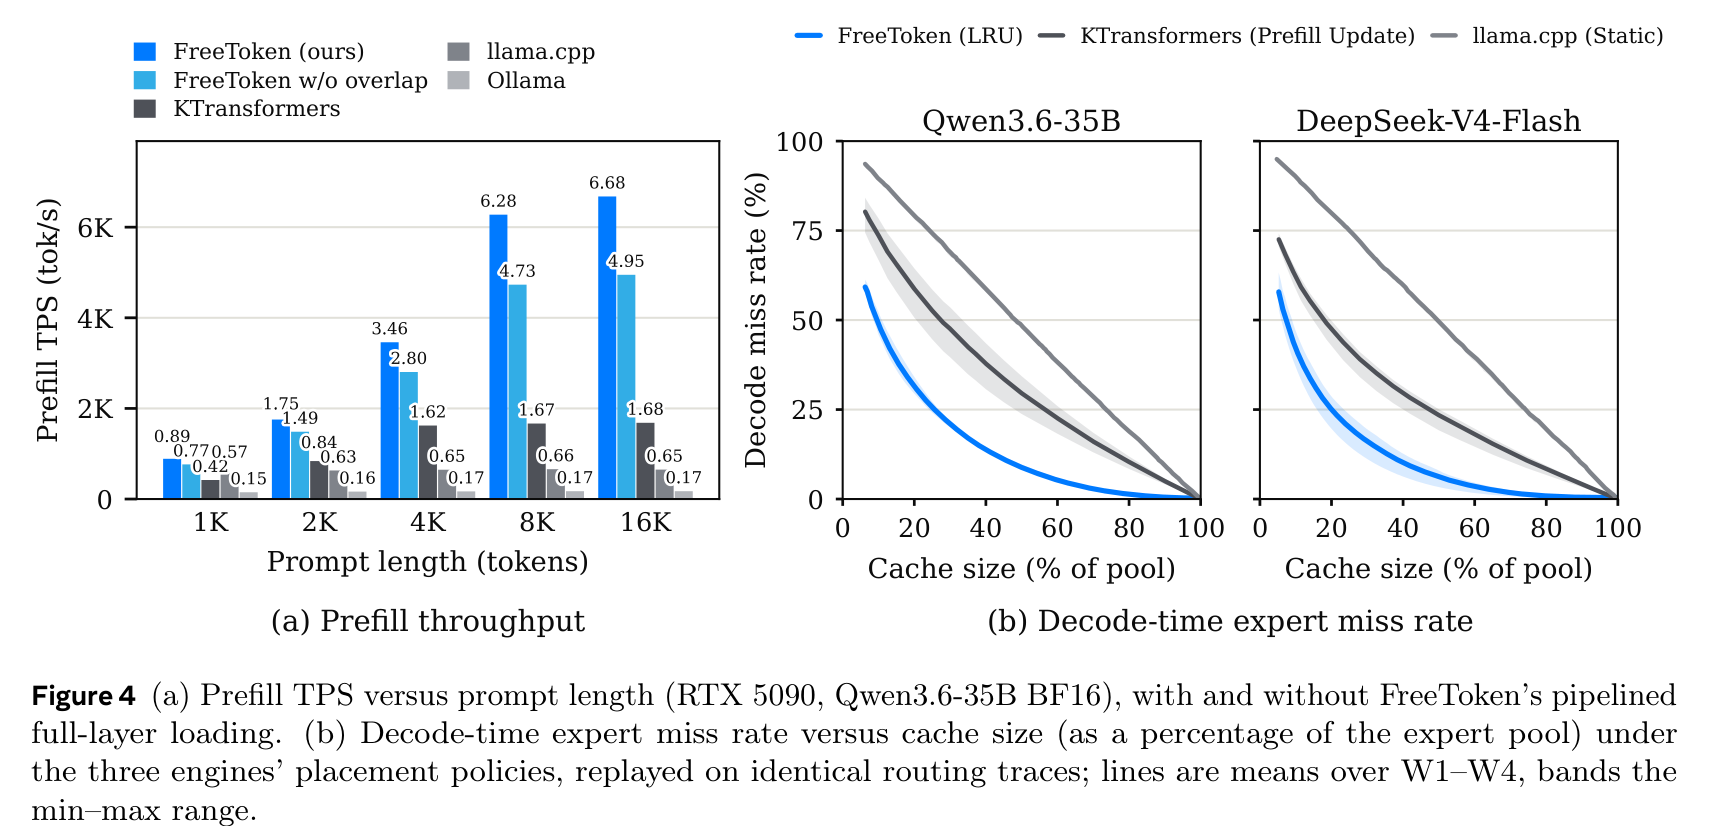 FreeToken (ours)
FreeToken w/o overlap
KTransformers
llama.cpp
Ollama
Prefill TPS (tok/s)
6K
4K
2K
0
0.89
0.77
0.42
0.57
0.15
1.75
1.49
0.84
0.63
0.16
3.46
2.80
1.62
0.65
0.17
6.28
4.73
1.67
0.66
0.17
6.68
4.95
1.68
0.65
0.17
1K 2K 4K 8K 16K
Prompt length (tokens)
(a) Prefill throughput
FreeToken (LRU) KTransformers (Prefill Update) llama.cpp (Static)
Qwen3.6-35B
Decode miss rate (%)
100
75
50
25
0
0 20 40 60 80 100
Cache size (% of pool)
DeepSeek-V4-Flash
0 20 40 60 80 100
Cache size (% of pool)
(b) Decode-time expert miss rate
Figure 4 (a) Prefill TPS versus prompt length (RTX 5090, Qwen3.6-35B BF16), with and without FreeToken's pipelined
full-layer loading. (b) Decode-time expert miss rate versus cache size (as a percentage of the expert pool) under
the three engines' placement policies, replayed on identical routing traces; lines are means over W1–W4, bands the
min–max range.